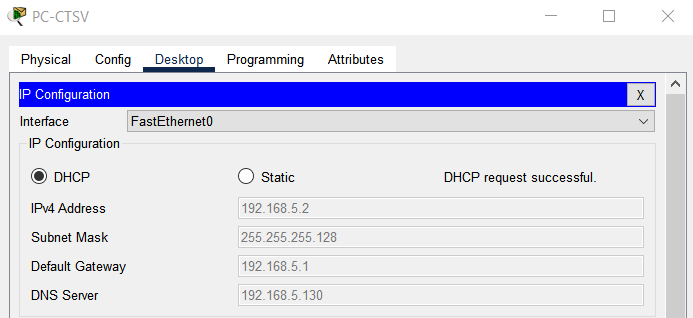 PC-CTSV
Physical Config Desktop Programming Attributes
IP Configuration X
Interface FastEthernet0
IP Configuration
DHCP Static DHCP request successful.
IPv4 Address 192.168.5.2
Subnet Mask 255.255.255.128
Default Gateway 192.168.5.1
DNS Server 192.168.5.130